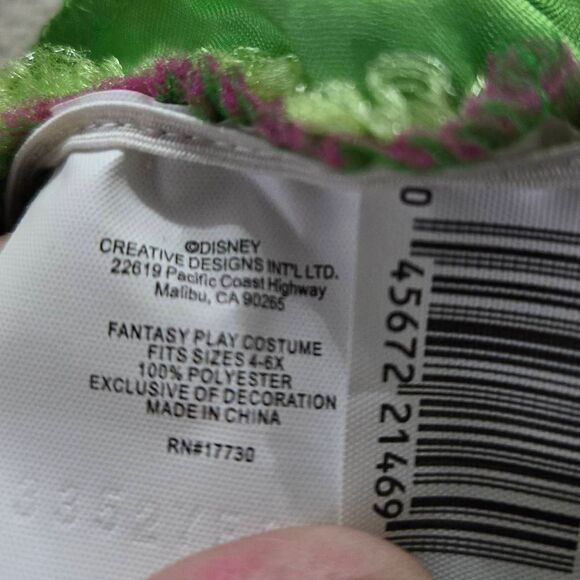 ©DISNEY
CREATIVE DESIGNS INT'L LTD.
22619 Pacific Coast Highway
Malibu, CA 90265
FANTASY PLAY COSTUME
FITS SIZES 4-6X
100% POLYESTER
EXCLUSIVE OF DECORATION
MADE IN CHINA
RN#17730
0 45672 21469